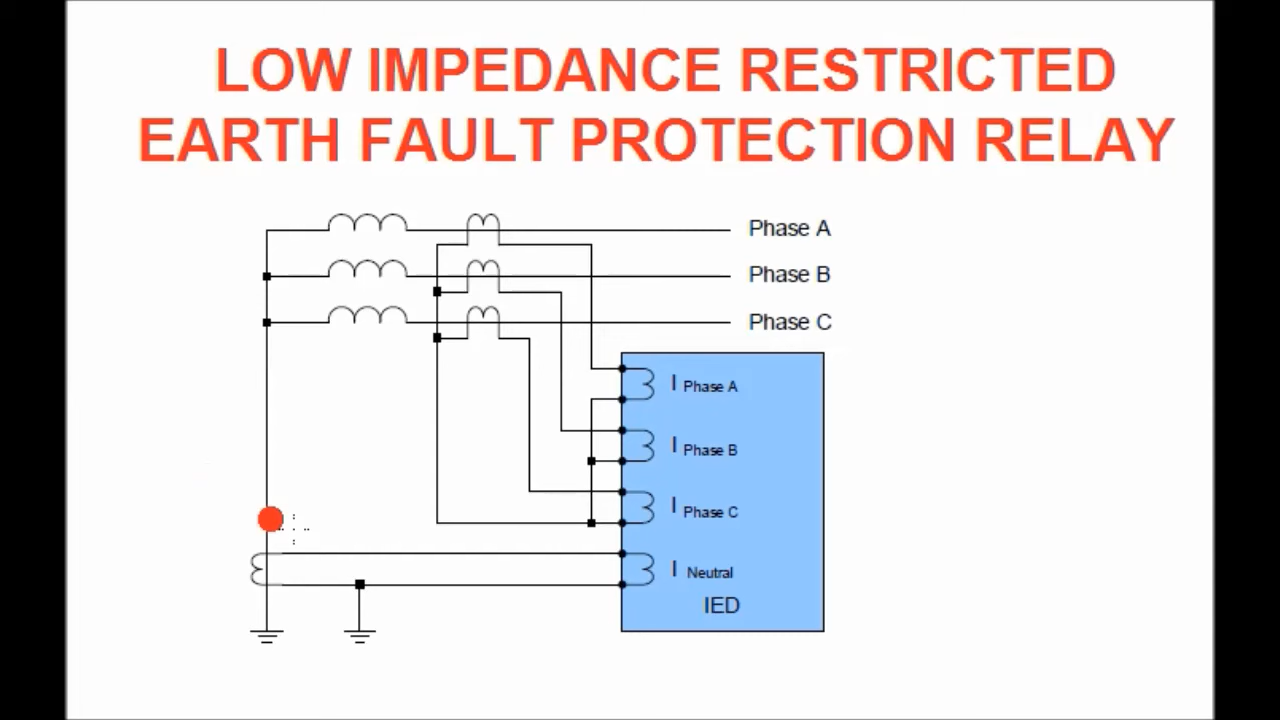 LOW IMPEDANCE RESTRICTED
EARTH FAULT PROTECTION RELAY
Phase A
Phase B
Phase C
I Phase A
I Phase B
I Phase C
I Neutral
IED